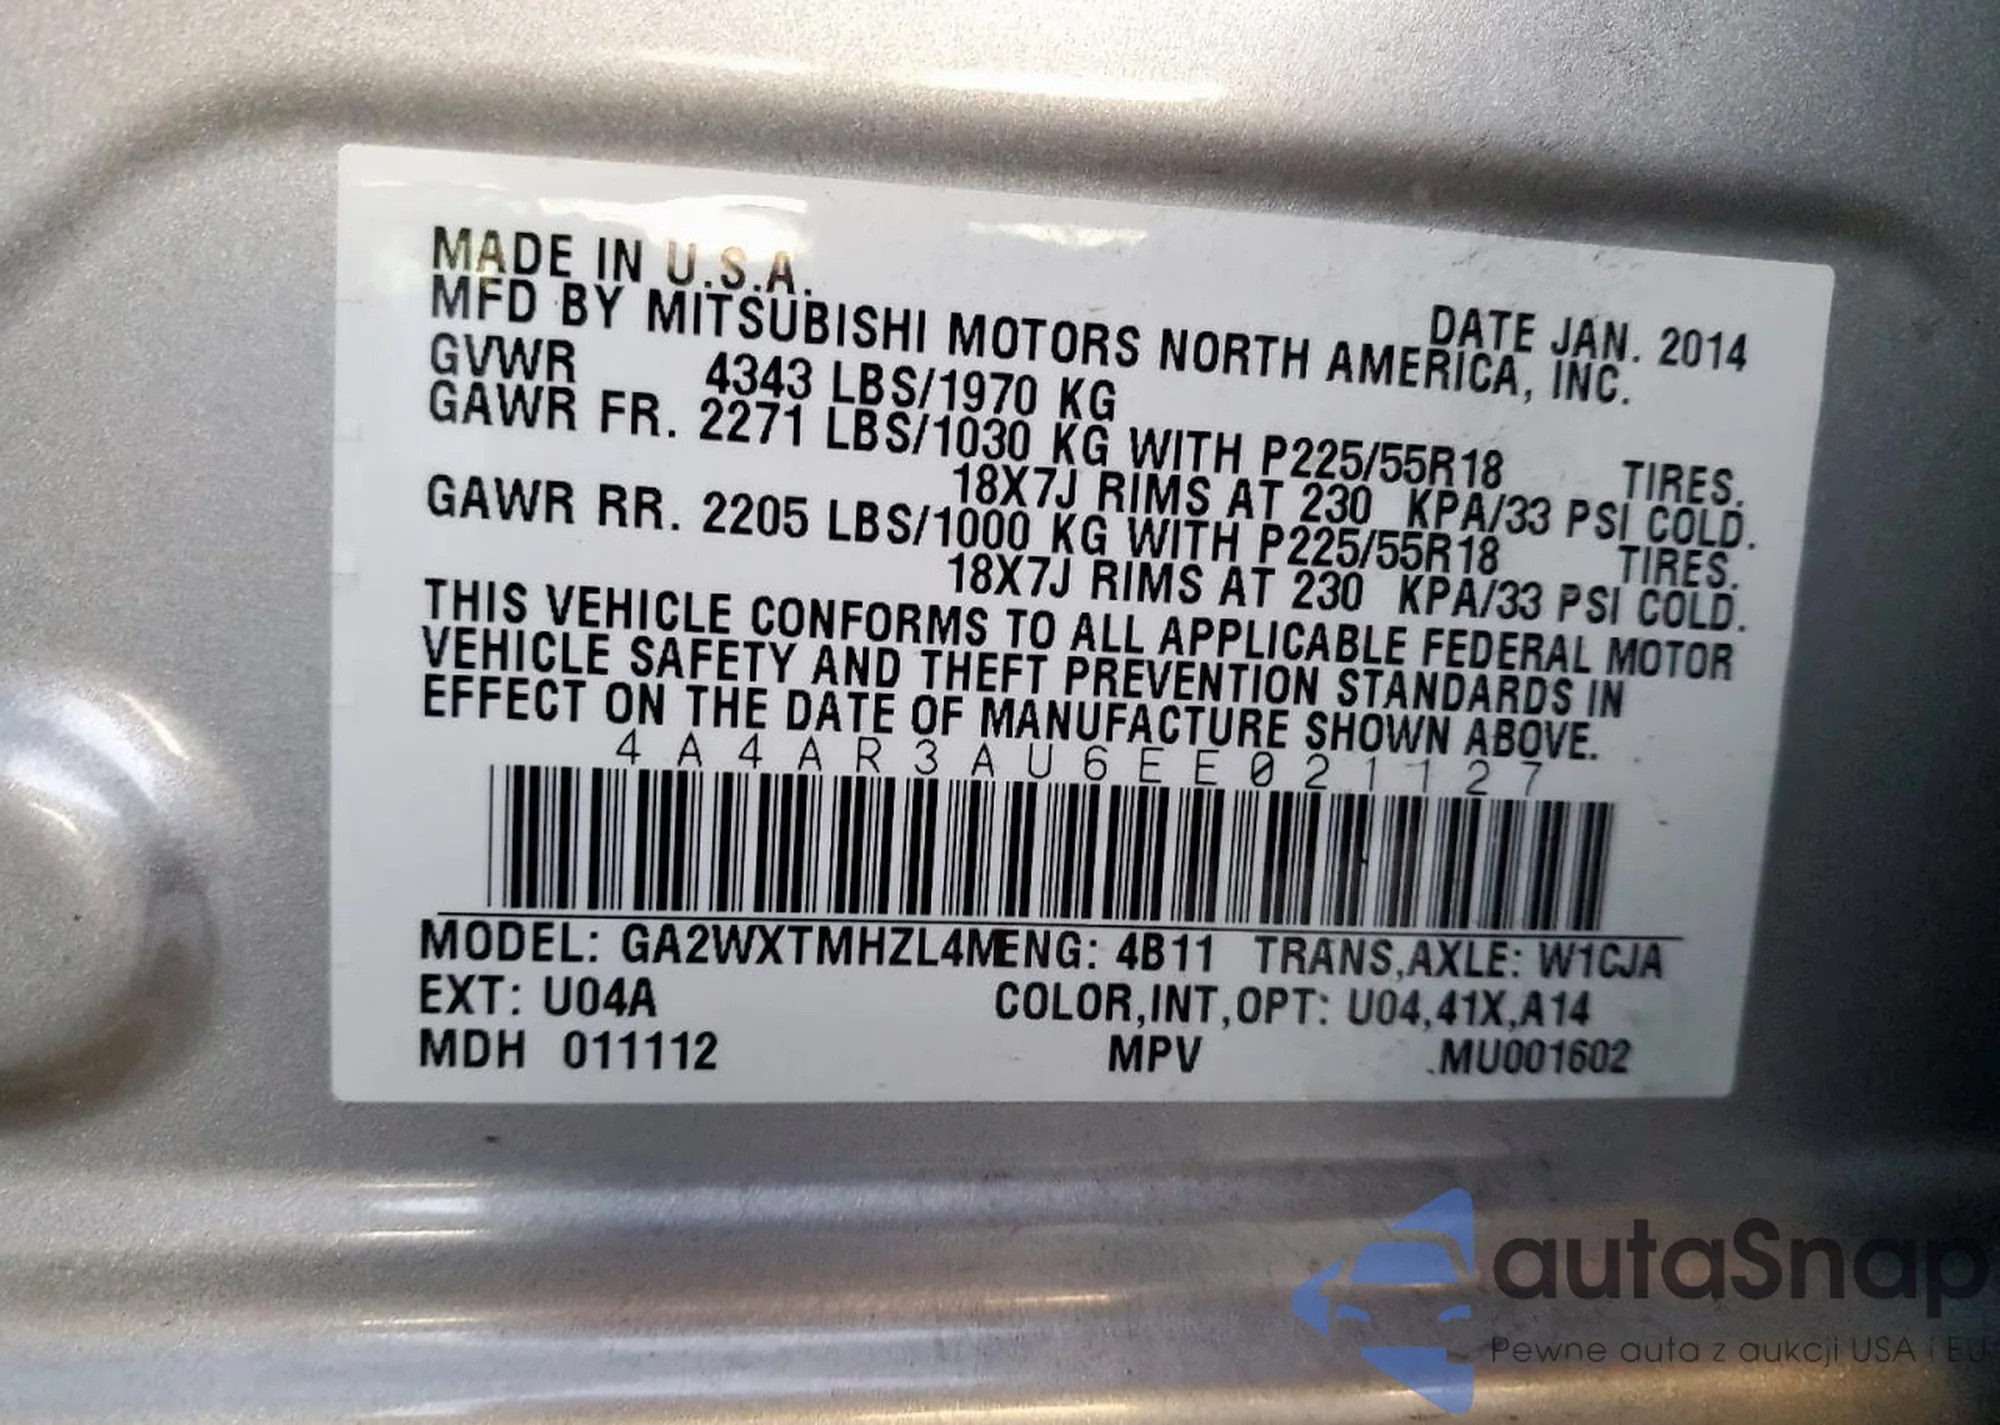 MADE IN U.S.A.
DATE JAN. 2014
MFD BY MITSUBISHI MOTORS NORTH AMERICA, INC.
GVWR 4343 LBS/1970 KG
GAWR FR. 2271 LBS/1030 KG WITH P225/55R18 TIRES.
18X7J RIMS AT 230 KPA/33 PSI COLD.
GAWR RR. 2205 LBS/1000 KG WITH P225/55R18 TIRES.
18X7J RIMS AT 230 KPA/33 PSI COLD.
THIS VEHICLE CONFORMS TO ALL APPLICABLE FEDERAL MOTOR
VEHICLE SAFETY AND THEFT PREVENTION STANDARDS IN
EFFECT ON THE DATE OF MANUFACTURE SHOWN ABOVE.
4A4AR3AU6EE021127
MODEL: GA2WXTMHZL4M ENG: 4B11 TRANS,AXLE: W1CJA
EXT: U04A COLOR,INT,OPT: U04,41X,A14
MDH 011112 MPV .MU001602
autaSnap
Pewne auta z aukcji USA i EU